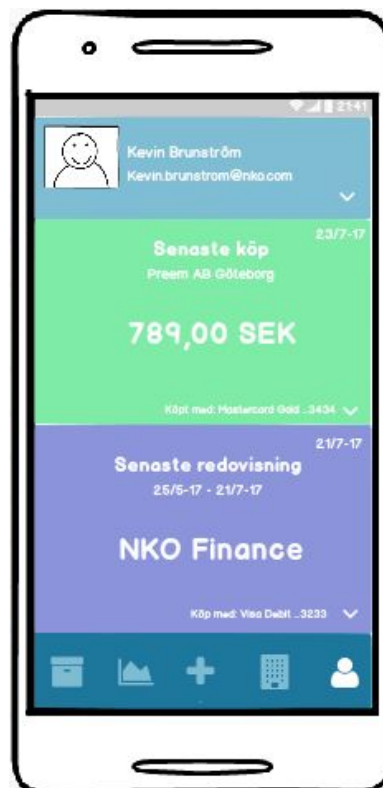 21:41
Kevin Brunström
Kevin.brunstrom@nko.com
23/7-17
Senaste köp
Preem AB Göteborg
789,00 SEK
Köpt med: Mastercard Gold ..3434
21/7-17
Senaste redovisning
25/5-17 - 21/7-17
NKO Finance
Köp med: Visa Debit ..3233